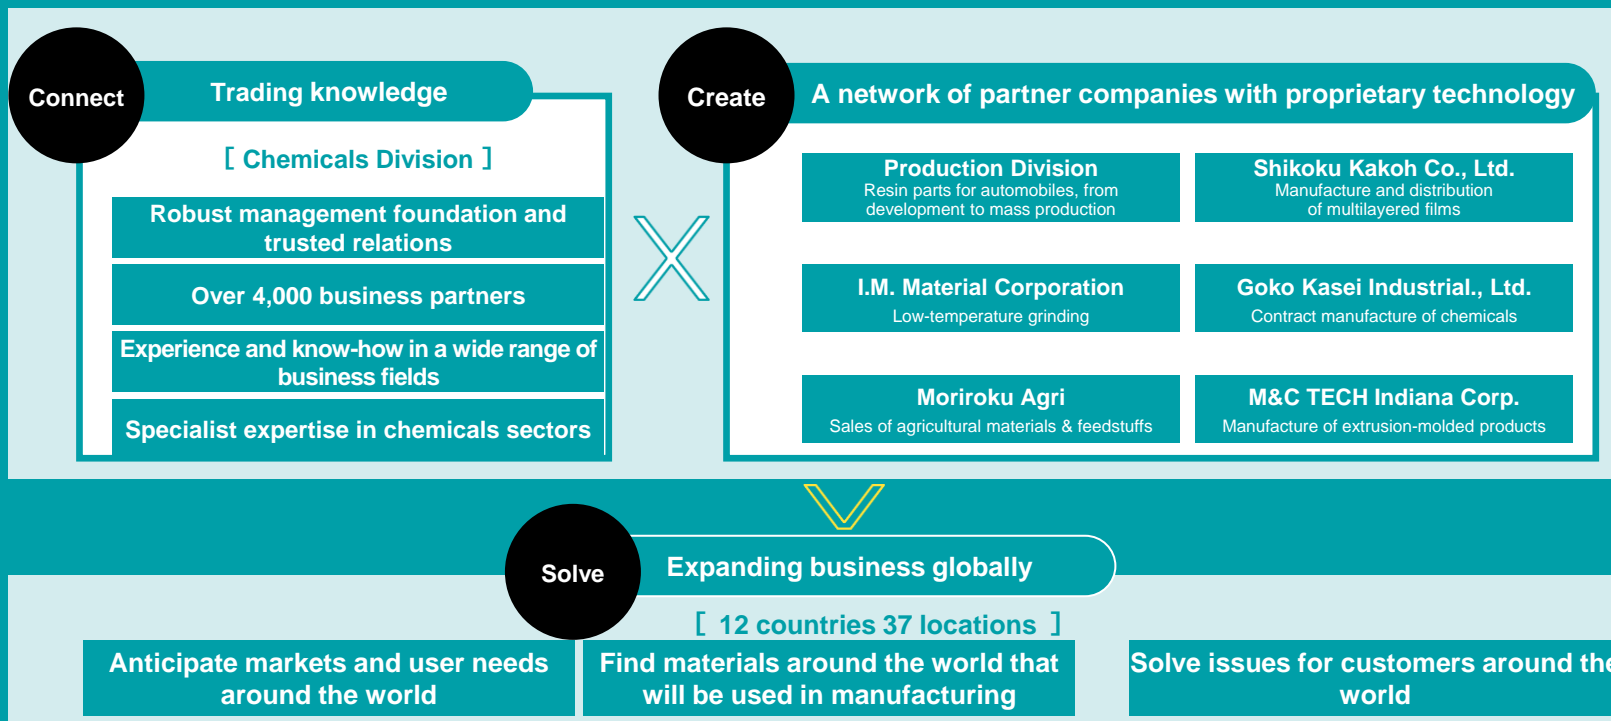 Connect
Trading knowledge
[ Chemicals Division ]
Robust management foundation and
trusted relations
Over 4,000 business partners
Experience and know-how in a wide range of
business fields
Specialist expertise in chemicals sectors
Create
A network of partner companies with proprietary technology
Production Division
Resin parts for automobiles, from
development to mass production
Shikoku Kakoh Co., Ltd.
Manufacture and distribution
of multilayered films
I.M. Material Corporation
Low-temperature grinding
Goko Kasei Industrial., Ltd.
Contract manufacture of chemicals
Moriroku Agri
Sales of agricultural materials & feedstuffs
M&C TECH Indiana Corp.
Manufacture of extrusion-molded products
Solve
Expanding business globally
[ 12 countries 37 locations ]
Anticipate markets and user needs
around the world
Find materials around the world that
will be used in manufacturing
Solve issues for customers around the
world